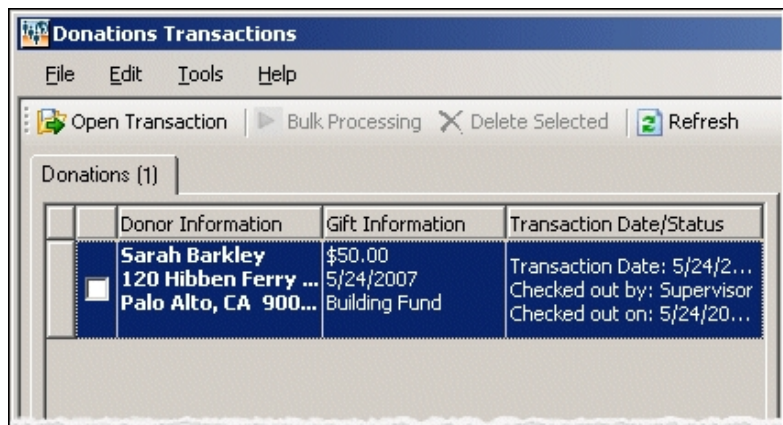 Donations Transactions
File Edit Tools Help
Open Transaction Bulk Processing Delete Selected Refresh
Donations (1)
Donor Information Gift Information Transaction Date/Status
Sarah Barkley $50.00 Transaction Date: 5/24/2...
120 Hibben Ferry ... 5/24/2007 Checked out by: Supervisor
Palo Alto, CA 900... Building Fund Checked out on: 5/24/20...